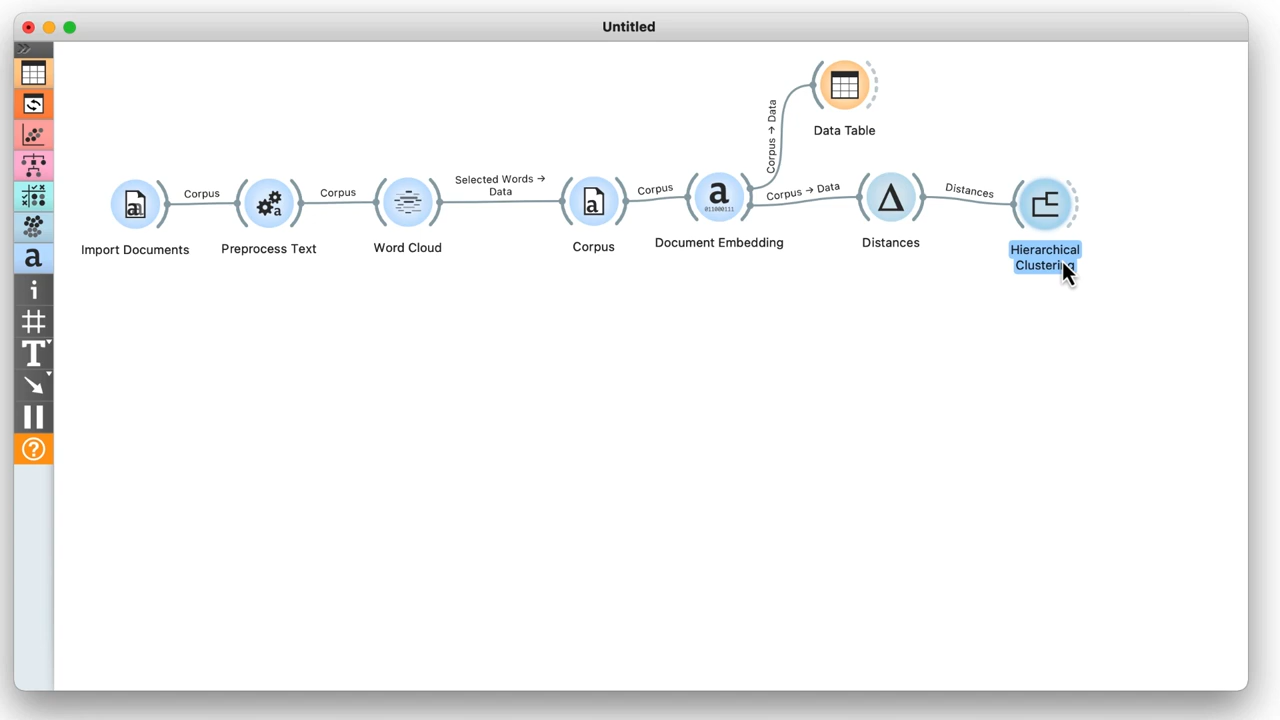 Untitled
Data Table
Corpus → Data
Corpus
Corpus
Selected Words →
Data
Corpus
Corpus → Data
Distances
a
a
a
a
011000111
Δ
Import Documents
Preprocess Text
Word Cloud
Corpus
Document Embedding
Distances
Hierarchical
Clustering
a
i
#
T
?